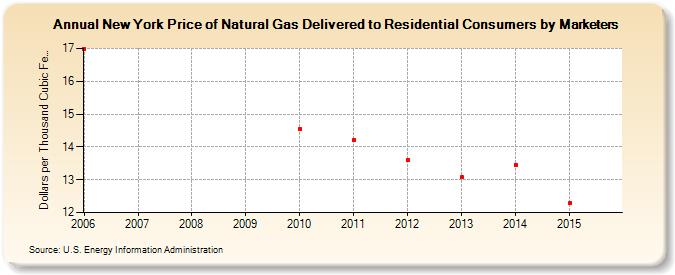 Annual New York Price of Natural Gas Delivered to Residential Consumers by Marketers
Dollars per Thousand Cubic Fe...
17
16
15
14
13
12
2006 2007 2008 2009 2010 2011 2012 2013 2014 2015
Source: U.S. Energy Information Administration